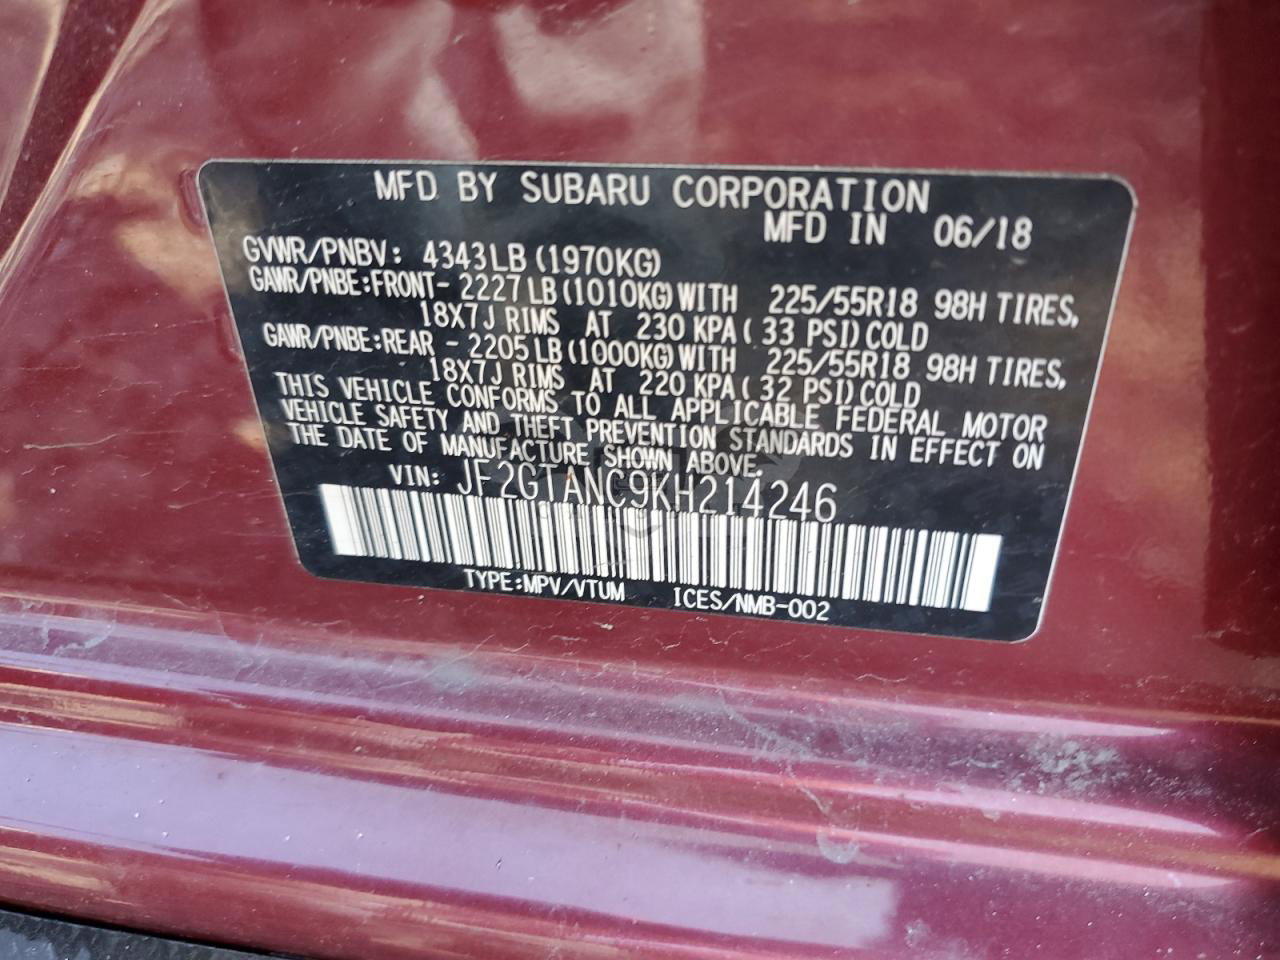 MFD BY SUBARU CORPORATION
MFD IN 06/18
GVWR/PNBV: 4343LB (1970KG)
GAWR/PNBE:FRONT- 2227LB (1010KG) WITH 225/55R18 98H TIRES,
18X7J RIMS AT 230 KPA ( 33 PSI) COLD
GAWR/PNBE:REAR - 2205LB (1000KG) WITH 225/55R18 98H TIRES,
18X7J RIMS AT 220 KPA ( 32 PSI) COLD
THIS VEHICLE CONFORMS TO ALL APPLICABLE FEDERAL MOTOR
VEHICLE SAFETY AND THEFT PREVENTION STANDARDS IN EFFECT ON
THE DATE OF MANUFACTURE SHOWN ABOVE.
VIN: JF2GTANC9KH214246
TYPE:MPV/VTUM ICES/NMB-002